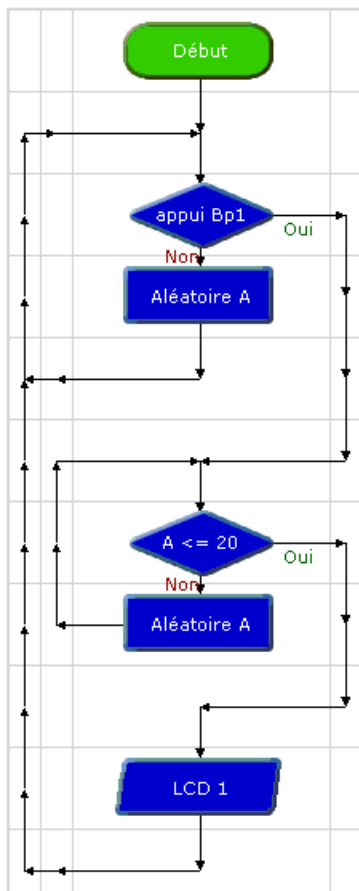 Début
appui Bp1
Oui
Non
Aléatoire A
A <= 20
Oui
Non
Aléatoire A
LCD 1